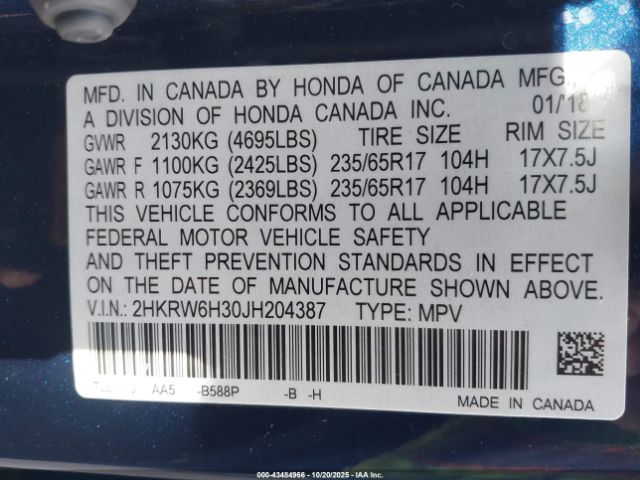 MFD. IN CANADA BY HONDA OF CANADA MFG.,
A DIVISION OF HONDA CANADA INC. 01/18
GVWR 2130KG (4695LBS) TIRE SIZE RIM SIZE
GAWR F 1100KG (2425LBS) 235/65R17 104H 17X7.5J
GAWR R 1075KG (2369LBS) 235/65R17 104H 17X7.5J
THIS VEHICLE CONFORMS TO ALL APPLICABLE
FEDERAL MOTOR VEHICLE SAFETY
AND THEFT PREVENTION STANDARDS IN EFFECT
ON THE DATE OF MANUFACTURE SHOWN ABOVE.
V.I.N.: 2HKRW6H30JH204387 TYPE: MPV
AA5 -B588P -B -H
MADE IN CANADA
000-43484966 - 10/20/2025 - IAA Inc.